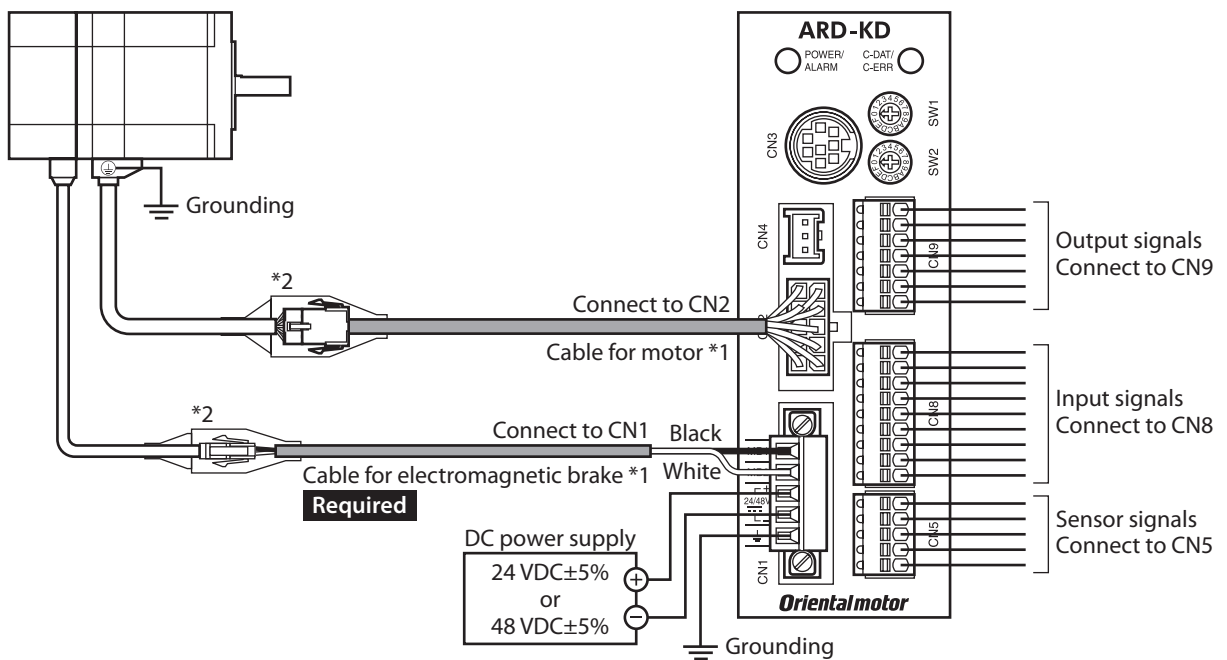 ARD-KD
POWER/
ALARM
C-DAT/
C-ERR
CN3
SW1
SW2
Grounding
CN4
CN9
Output signals
Connect to CN9
*2
Connect to CN2
Cable for motor *1
CN8
Input signals
Connect to CN8
*2
Connect to CN1
Black
White
Cable for electromagnetic brake *1
Required
24/48V
+
CN5
Sensor signals
Connect to CN5
DC power supply
24 VDC±5%
or
48 VDC±5%
+
−
CN1
Orientalmotor
Grounding